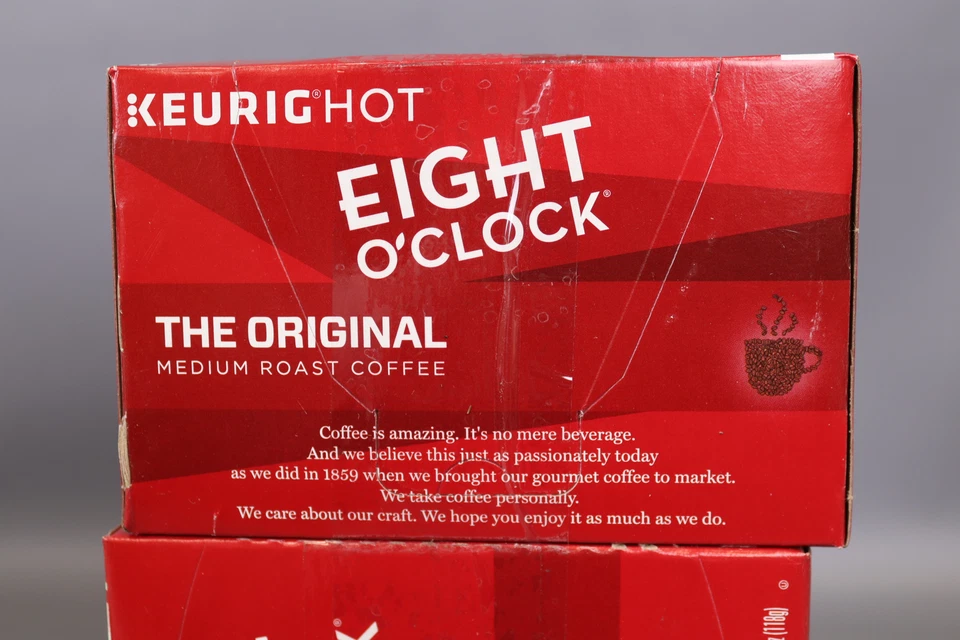 KEURIG® HOT
EIGHT
O'CLOCK®
THE ORIGINAL
MEDIUM ROAST COFFEE
Coffee is amazing. It's no mere beverage.
And we believe this just as passionately today
as we did in 1859 when we brought our gourmet coffee to market.
We take coffee personally.
We care about our craft. We hope you enjoy it as much as we do.
(118g)